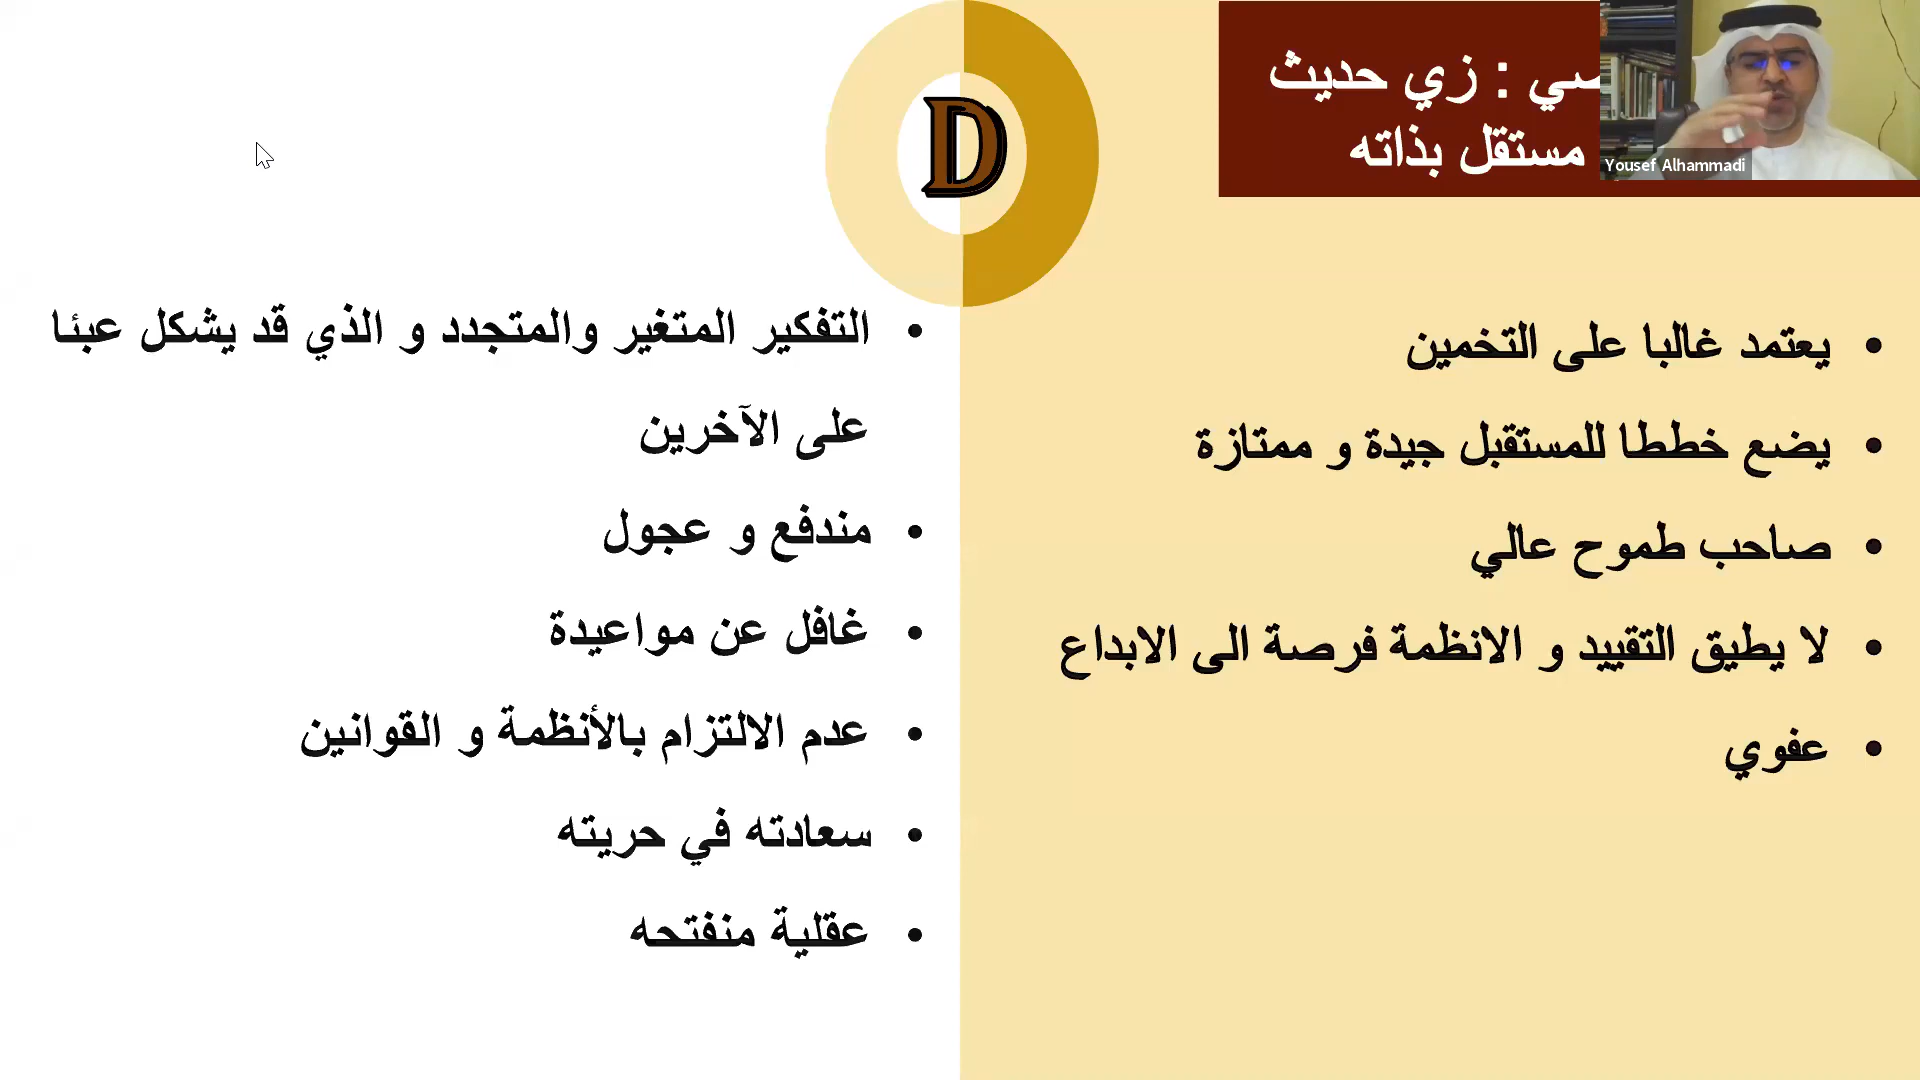 : زي حديث
مستقل بذاته
Yousef Alhammadi
D
يعتمد غالبا على التخمين
يضع خططا للمستقبل جيدة و ممتازة
صاحب طموح عالي
لا يطيق التقييد و الانظمة فرصة الى الابداع
عفوي
التفكير المتغير والمتجدد و الذي قد يشكل عبئا
على الآخرين
مندفع و عجول
غافل عن مواعيدة
عدم الالتزام بالأنظمة و القوانين
سعادته في حريته
عقلية منفتحه